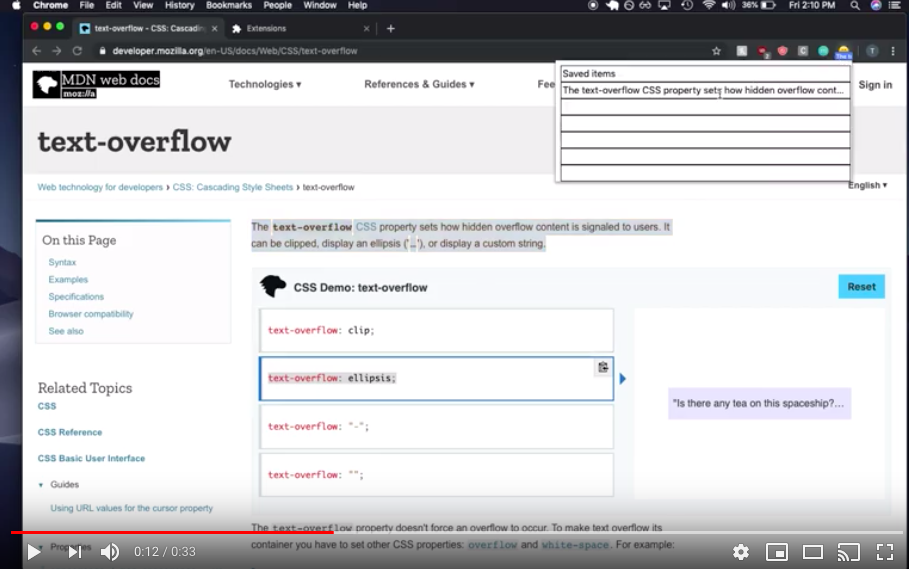 Chrome File Edit View History Bookmarks People Window Help 36% Fri 2:10 PM
text-overflow - CSS: Cascading Extensions
developer.mozilla.org/en-US/docs/Web/CSS/text-overflow
The t
T
Saved items
The text-overflow CSS property sets how hidden overflow cont...
MDN web docs
moz://a
Technologies ▾ References & Guides ▾ Fee Sign in
text-overflow
Web technology for developers › CSS: Cascading Style Sheets › text-overflow English ▾
On this Page
Syntax
Examples
Specifications
Browser compatibility
See also
Related Topics
CSS
CSS Reference
CSS Basic User Interface
▾ Guides
Using URL values for the cursor property
Properties
The text-overflow CSS property sets how hidden overflow content is signaled to users. It
can be clipped, display an ellipsis ('…'), or display a custom string.
CSS Demo: text-overflow
Reset
text-overflow: clip;
text-overflow: ellipsis;
text-overflow: "-";
text-overflow: "";
"Is there any tea on this spaceship?…
The text-overflow property doesn't force an overflow to occur. To make text overflow its
container you have to set other CSS properties: overflow and white-space. For example:
0:12 / 0:33